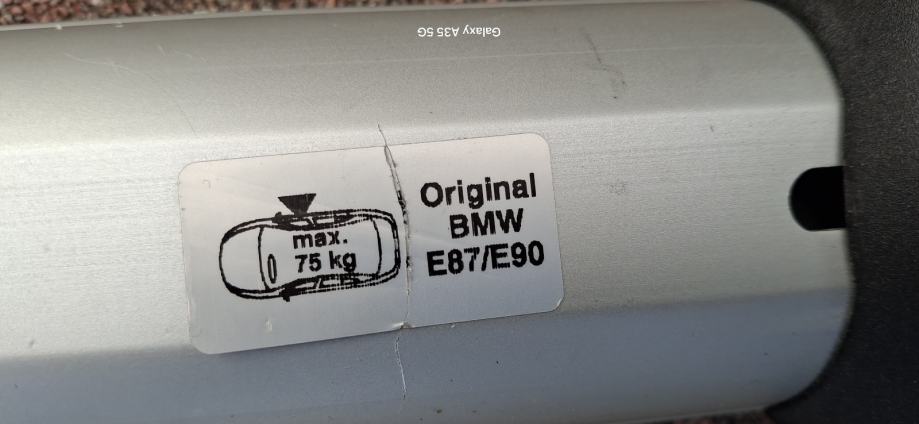 Galaxy A35 5G
max.
75 kg
Original
BMW
E87/E90